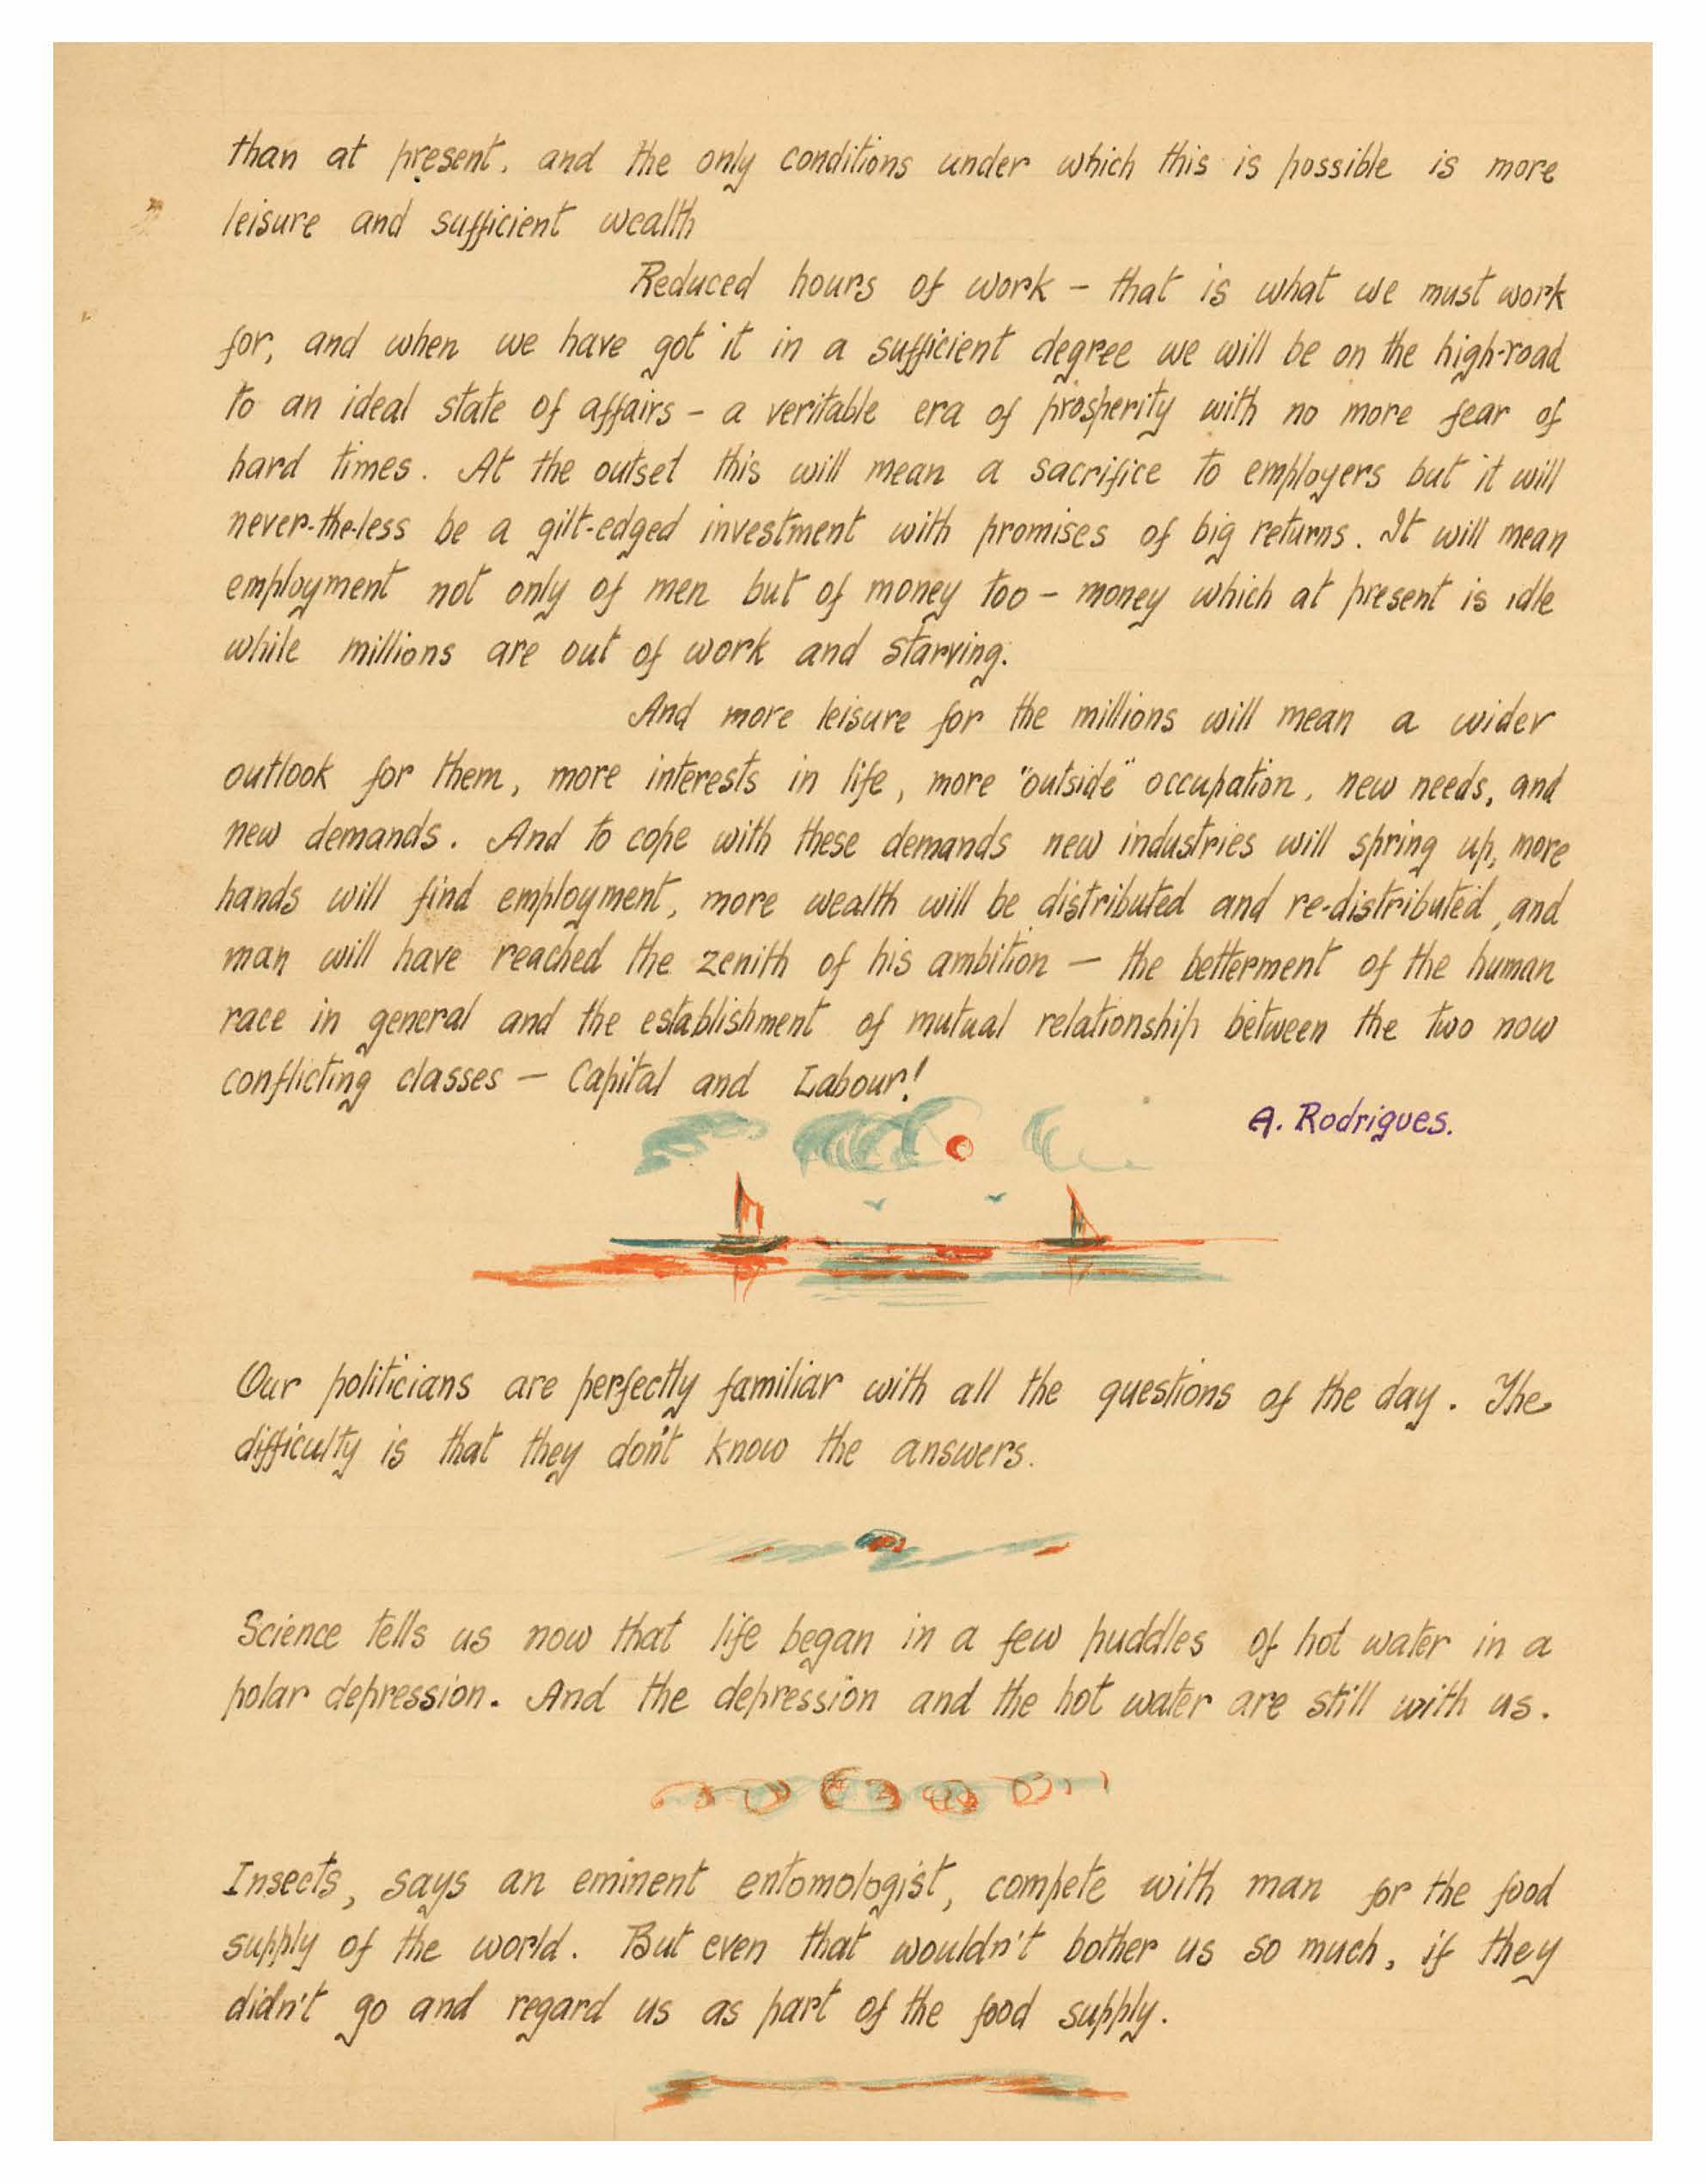 than at present, and the only conditions under which this is possible is more
leisure and sufficient wealth
Reduced hours of work – that is what we must work
for, and when we have got it in a sufficient degree we will be on the high-road
to an ideal state of affairs – a veritable era of prosperity with no more fear of
hard times. At the outset this will mean a sacrifice to employers but it will
never-the-less be a gilt-edged investment with promises of big returns. It will mean
employment not only of men but of money too – money which at present is idle
while millions are out of work and starving.
And more leisure for the millions will mean a wider
outlook for them, more interests in life, more "outside" occupation, new needs, and
new demands. And to cope with these demands new industries will spring up, more
hands will find employment, more wealth will be distributed and re-distributed, and
man will have reached the zenith of his ambition – the betterment of the human
race in general and the establishment of mutual relationship between the two now
conflicting classes – Capital and Labour!
A. Rodrigues.
Our politicians are perfectly familiar with all the questions of the day. The
difficulty is that they don't know the answers.
Science tells us now that life began in a few puddles of hot water in a
polar depression. And the depression and the hot water are still with us.
Insects, says an eminent entomologist, compete with man for the food
supply of the world. But even that wouldn't bother us so much, if they
didn't go and regard us as part of the food supply.